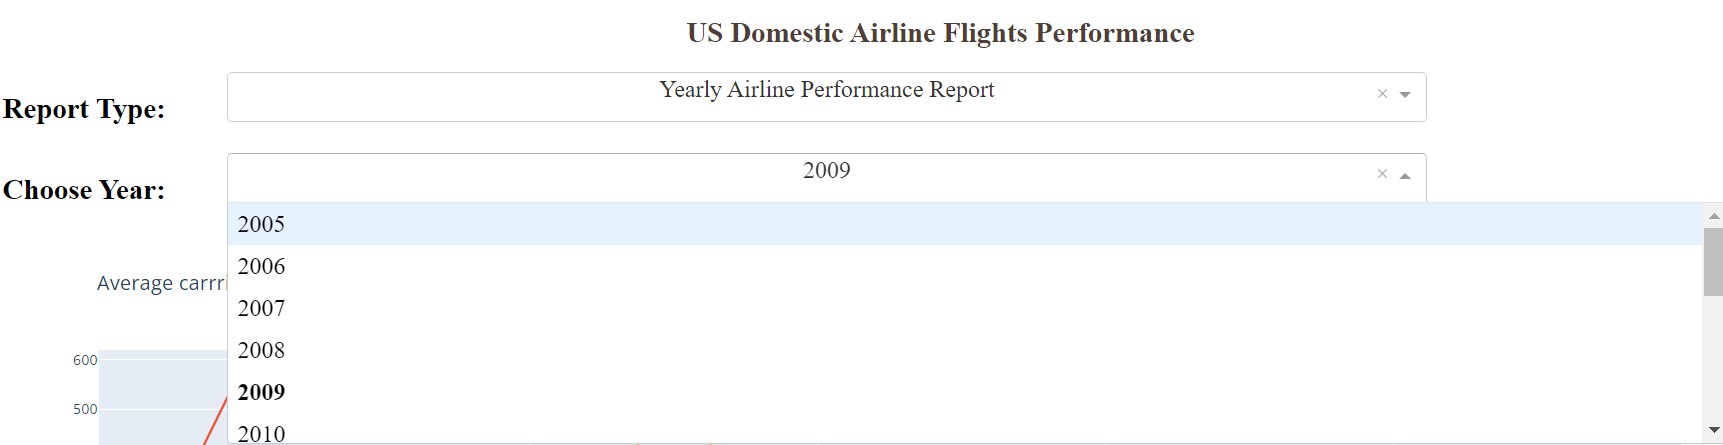 US Domestic Airline Flights Performance
Report Type:
Yearly Airline Performance Report
×
Choose Year:
2009
×
2005
2006
2007
2008
2009
2010
Average carrri
600
500